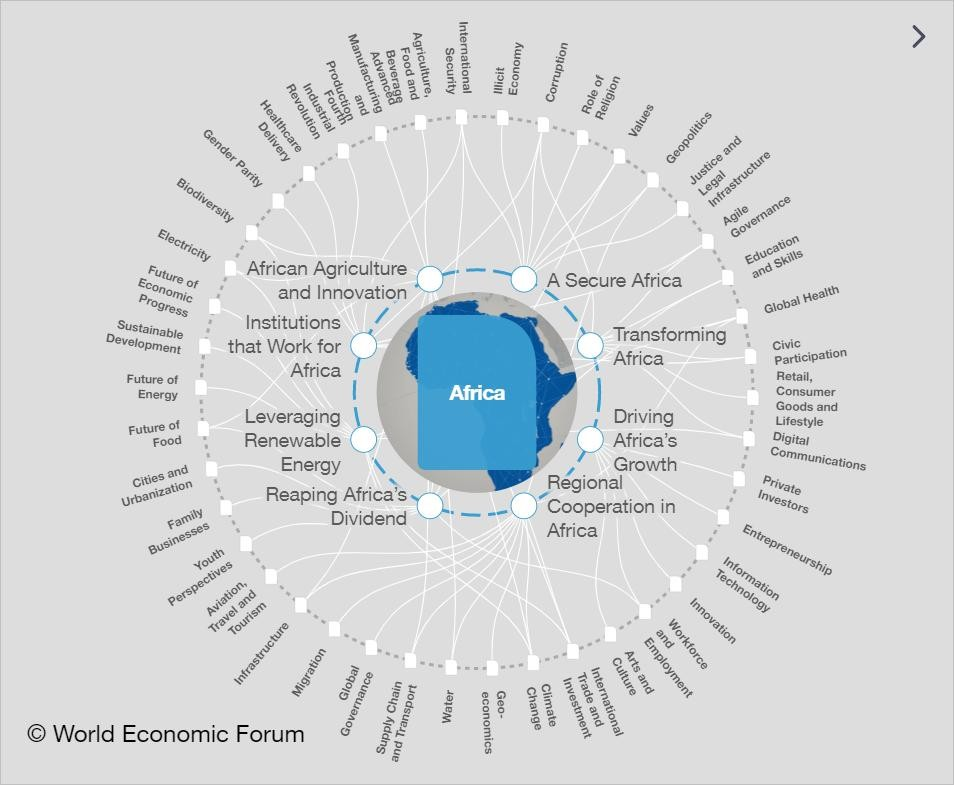 International
Security
Illicit
Economy
Corruption
Role of
Religion
Values
Geopolitics
Justice and
Legal
Infrastructure
Agile
Governance
Education
and Skills
Global Health
Civic
Participation
Retail,
Consumer
Goods and
Lifestyle
Digital
Communications
Private
Investors
Entrepreneurship
Information
Technology
Innovation
Workforce
and
Employment
Arts and
Culture
International
Trade and
Investment
Climate
Change
Geo-
economics
Water
Supply Chain
and Transport
Global
Governance
Migration
Infrastructure
Aviation,
Travel and
Tourism
Youth
Perspectives
Family
Businesses
Cities and
Urbanization
Future of
Food
Future of
Energy
Sustainable
Development
Future of
Economic
Progress
Electricity
Biodiversity
Gender Parity
Healthcare
Delivery
Fourth
Industrial
Revolution
Advanced
Manufacturing
and
Production
Agriculture,
Food and
Beverage
African Agriculture
and Innovation
A Secure Africa
Institutions
that Work for
Africa
Transforming
Africa
Africa
Leveraging
Renewable
Energy
Driving
Africa's
Growth
Reaping Africa's
Dividend
Regional
Cooperation in
Africa
© World Economic Forum